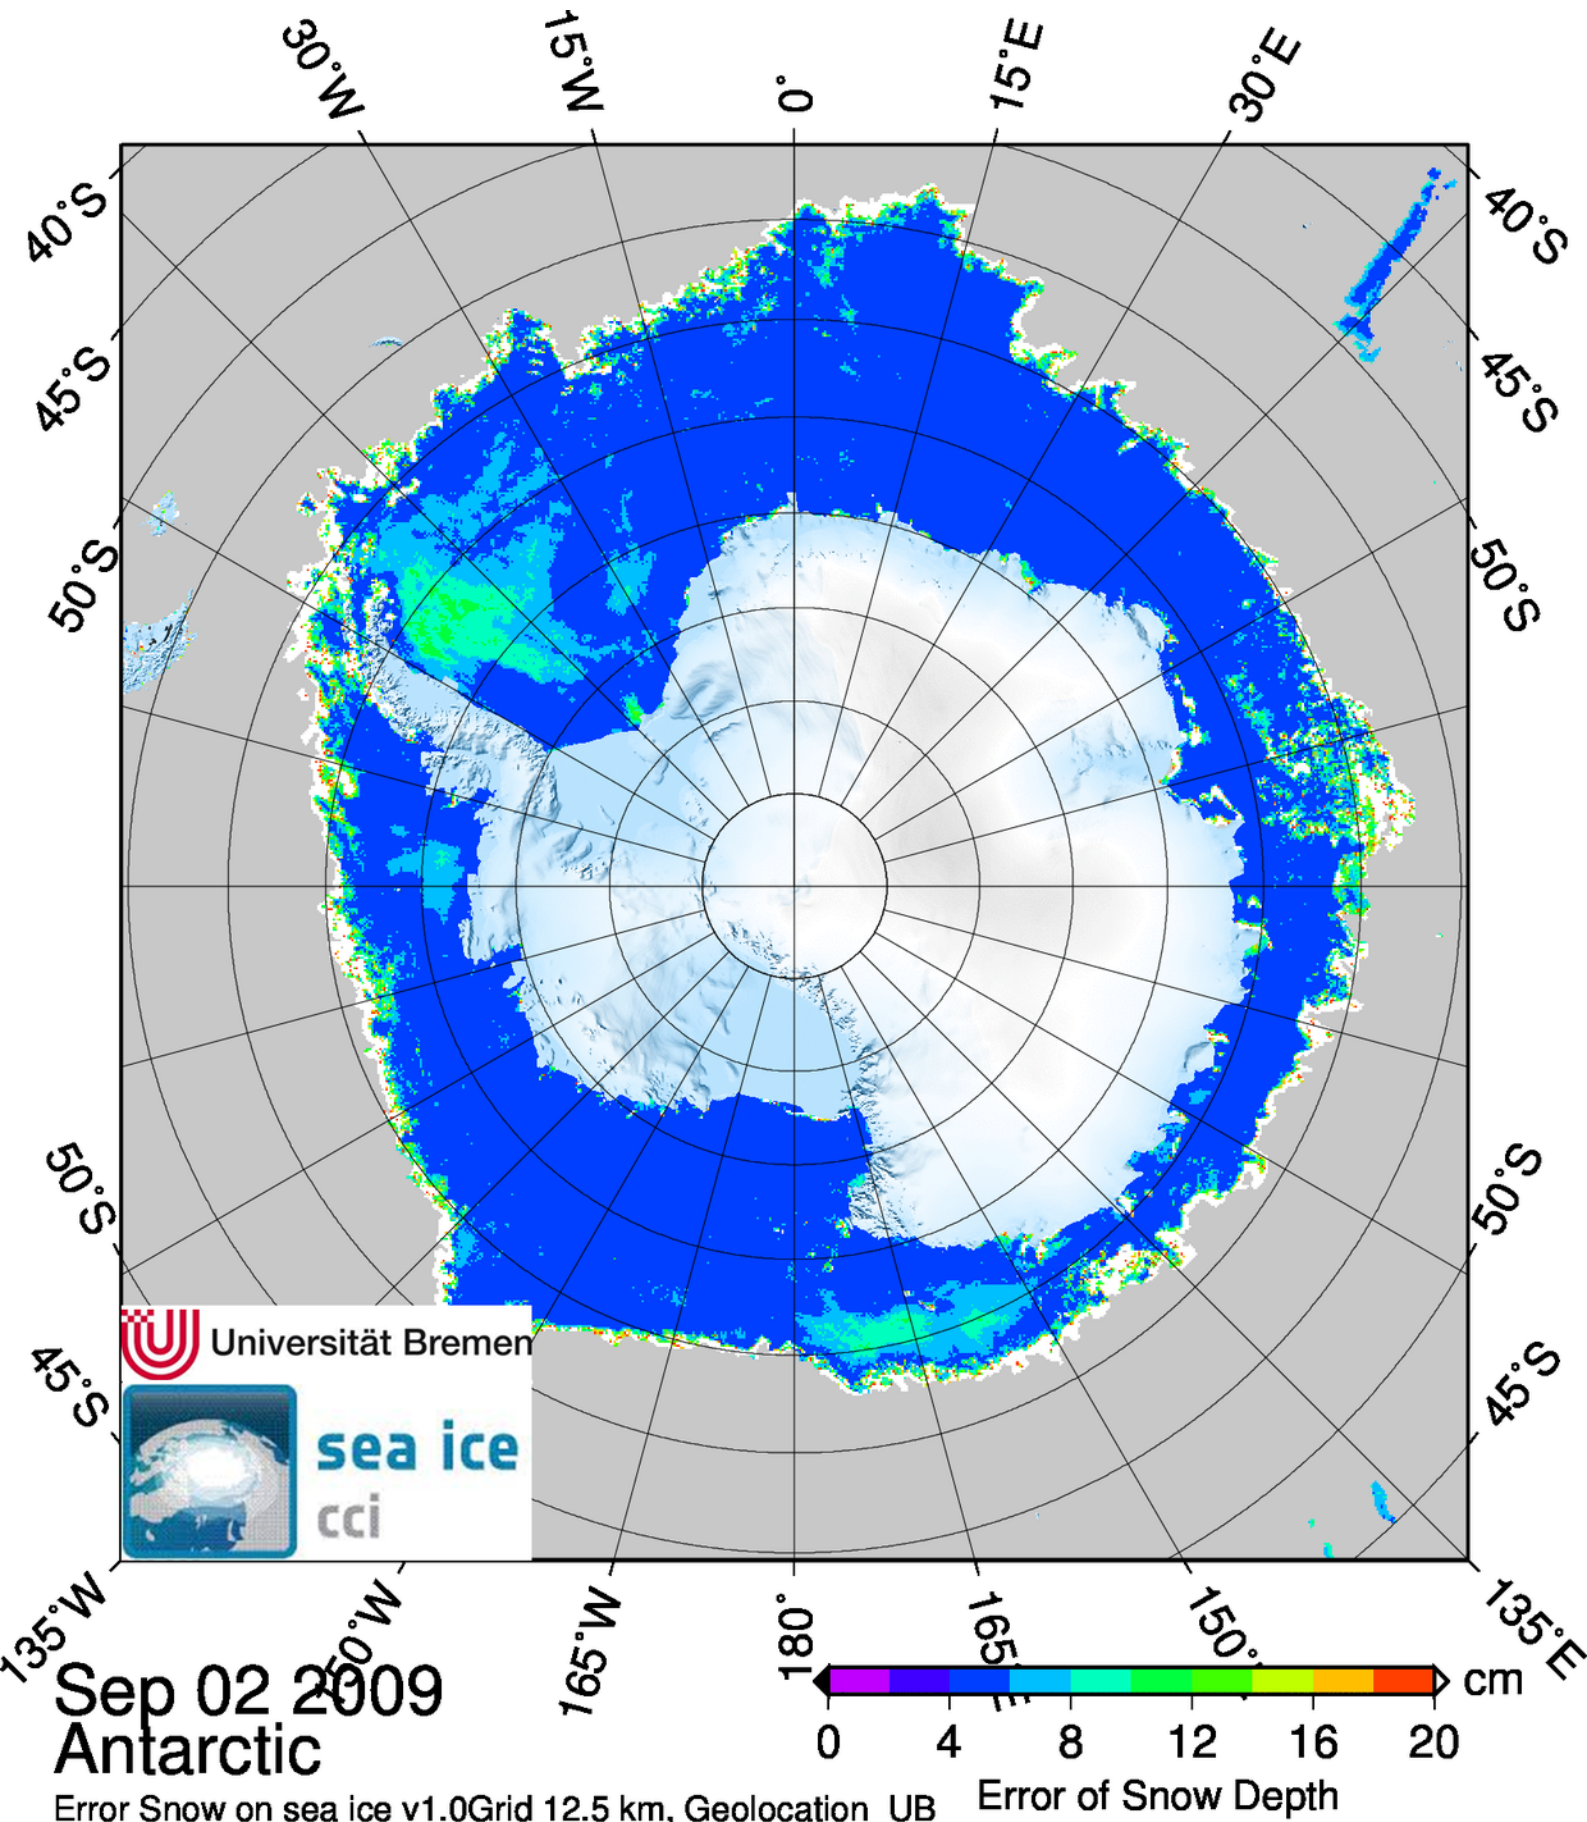 30°W 15°W 0° 15°E 30°E
40°S 40°S
45°S 45°S
50°S 50°S
50°S 50°S
45°S 45°S
Universität Bremen
sea ice
cci
135°W 165°W 180° 165°E 150° 135°E
Sep 02 2009
Antarctic
Error Snow on sea ice v1.0Grid 12.5 km, Geolocation UB
cm
0 4 8 12 16 20
Error of Snow Depth